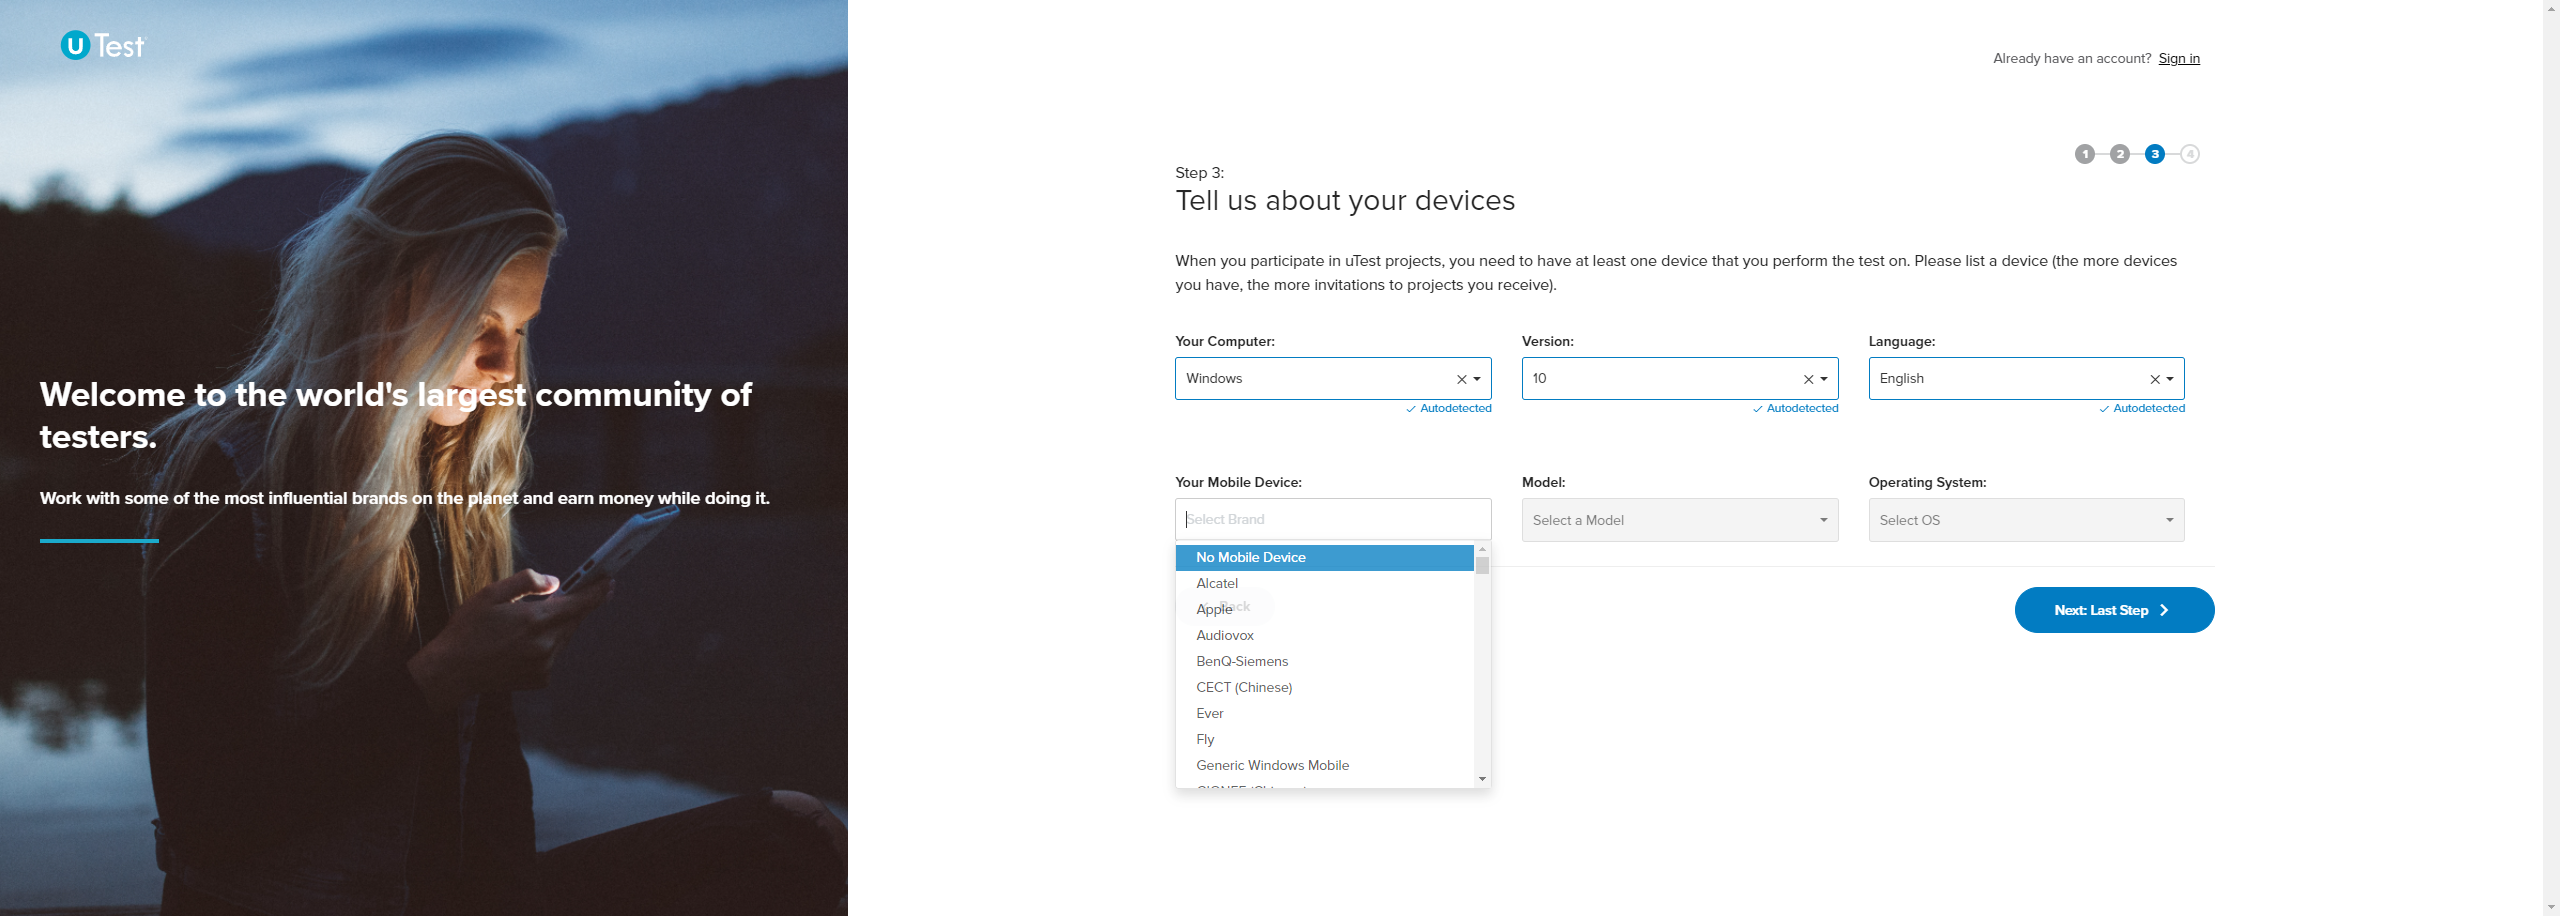 u Test
Welcome to the world's largest community of
testers.
Work with some of the most influential brands on the planet and earn money while doing it.
Already have an account? Sign in
1 2 3 4
Step 3:
Tell us about your devices
When you participate in uTest projects, you need to have at least one device that you perform the test on. Please list a device (the more devices
you have, the more invitations to projects you receive).
Your Computer: Version: Language:
Windows 10 English
Autodetected Autodetected Autodetected
Your Mobile Device: Model: Operating System:
Select Brand Select a Model Select OS
No Mobile Device
Alcatel
Back
Apple
Next: Last Step
Audiovox
BenQ-Siemens
CECT (Chinese)
Ever
Fly
Generic Windows Mobile